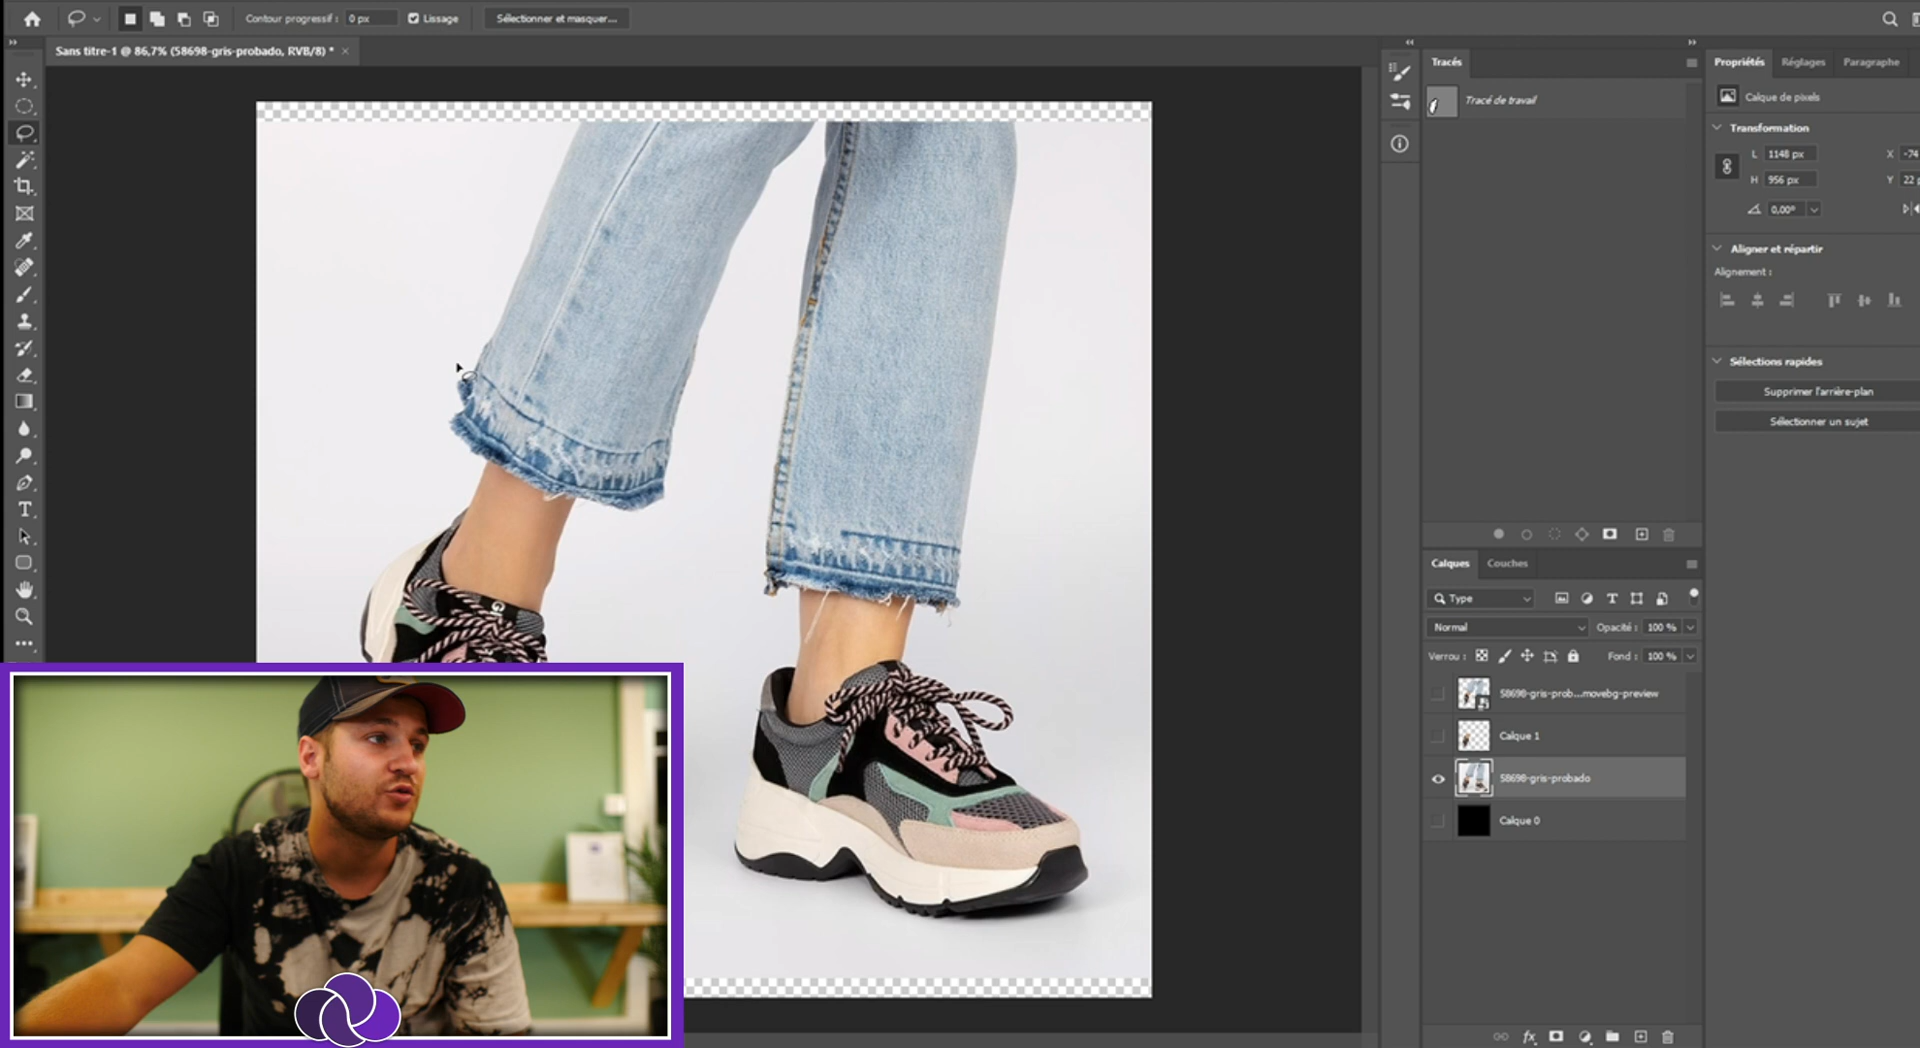 Contour progressif : 0 px Lissage Sélectionner et masquer...
Sans titre-1 @ 86,7% (58698-gris-probado, RVB/8) * ×
Tracés
Tracé de travail
Propriétés Réglages Paragraphe
Calque de pixels
Transformation
L 1148 px X -74
H 956 px Y 22 p
0,00°
Aligner et répartir
Alignement :
Sélections rapides
Supprimer l'arrière-plan
Sélectionner un sujet
Calques Couches
Type
Normal Opacité : 100 %
Verrou : Fond : 100 %
58698-gris-prob...movebg-preview
Calque 1
58698-gris-probado
Calque 0